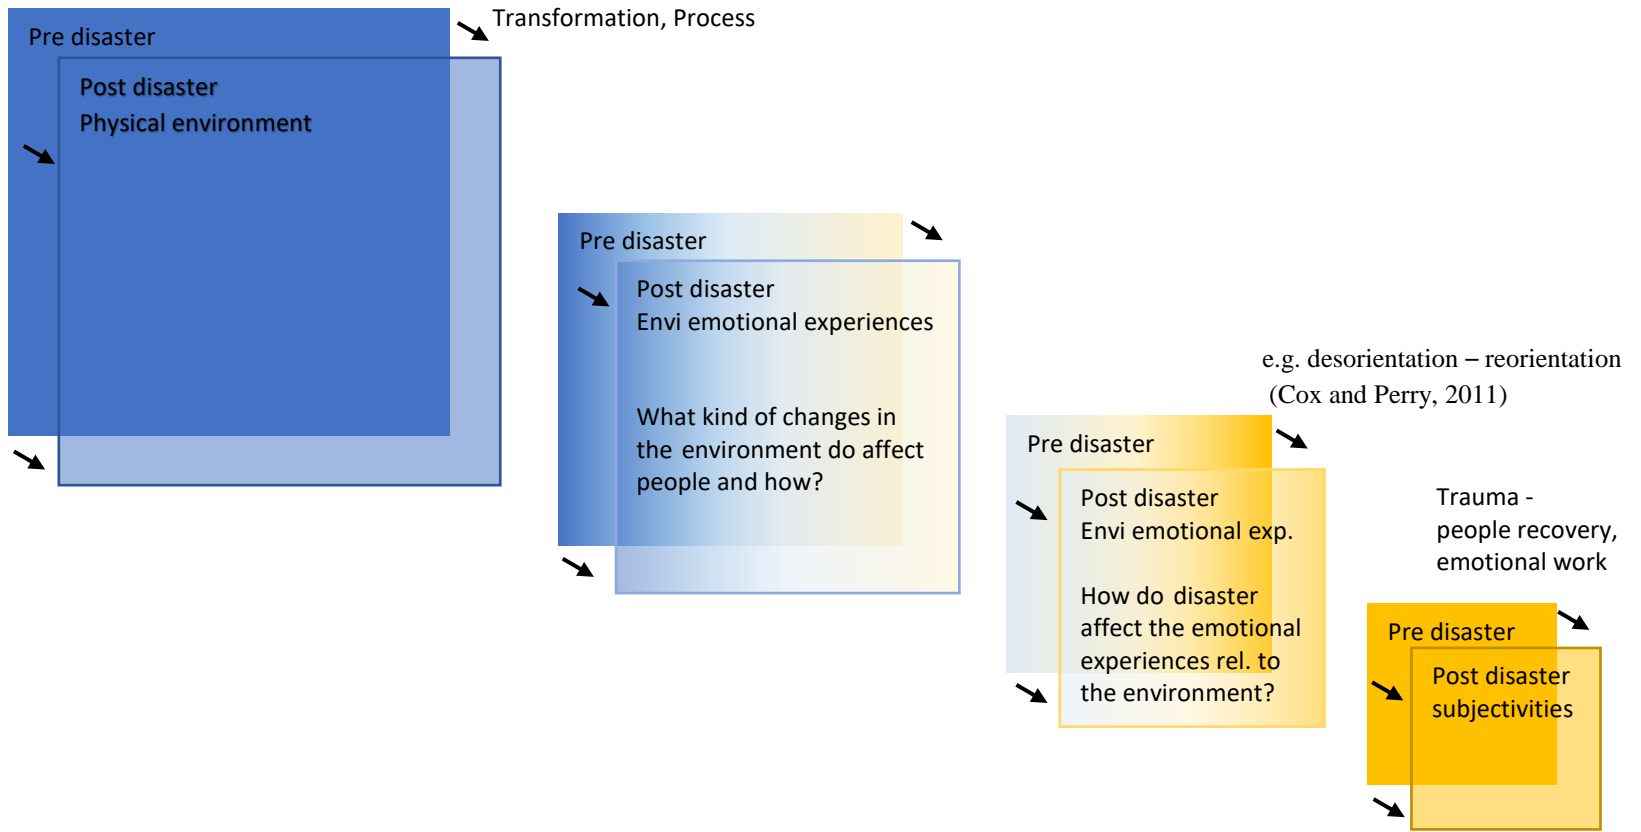 Transformation, Process
Pre disaster
Post disaster
Physical environment
Pre disaster
Post disaster
Envi emotional experiences
What kind of changes in
the environment do affect
people and how?
e.g. desorientation – reorientation
(Cox and Perry, 2011)
Pre disaster
Post disaster
Envi emotional exp.
How do disaster
affect the emotional
experiences rel. to
the environment?
Trauma -
people recovery,
emotional work
Pre disaster
Post disaster
subjectivities